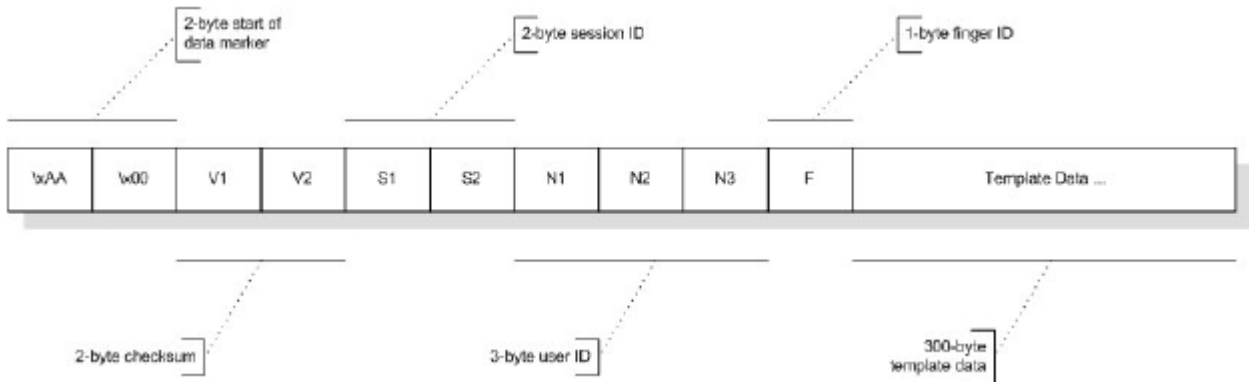 2-byte start of
data marker
2-byte session ID
1-byte finger ID
\xAA \x00 V1 V2 S1 S2 N1 N2 N3 F Template Data ...
2-byte checksum
3-byte user ID
300-byte
template data